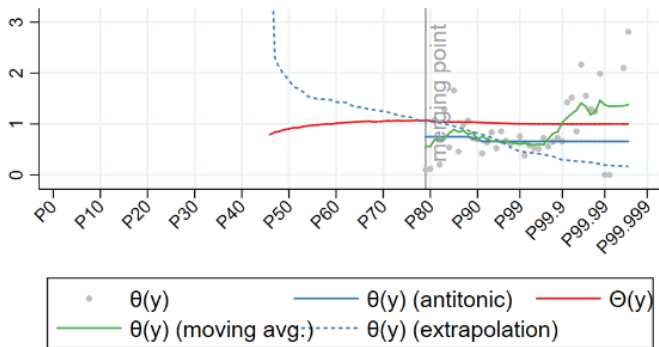 3
2
1
0
merging point
P0 P10 P20 P30 P40 P50 P60 P70 P80 P90 P99 P99.9 P99.99 P99.999
θ(y) θ(y) (antitonic) Θ(y)
θ(y) (moving avg.) θ(y) (extrapolation)